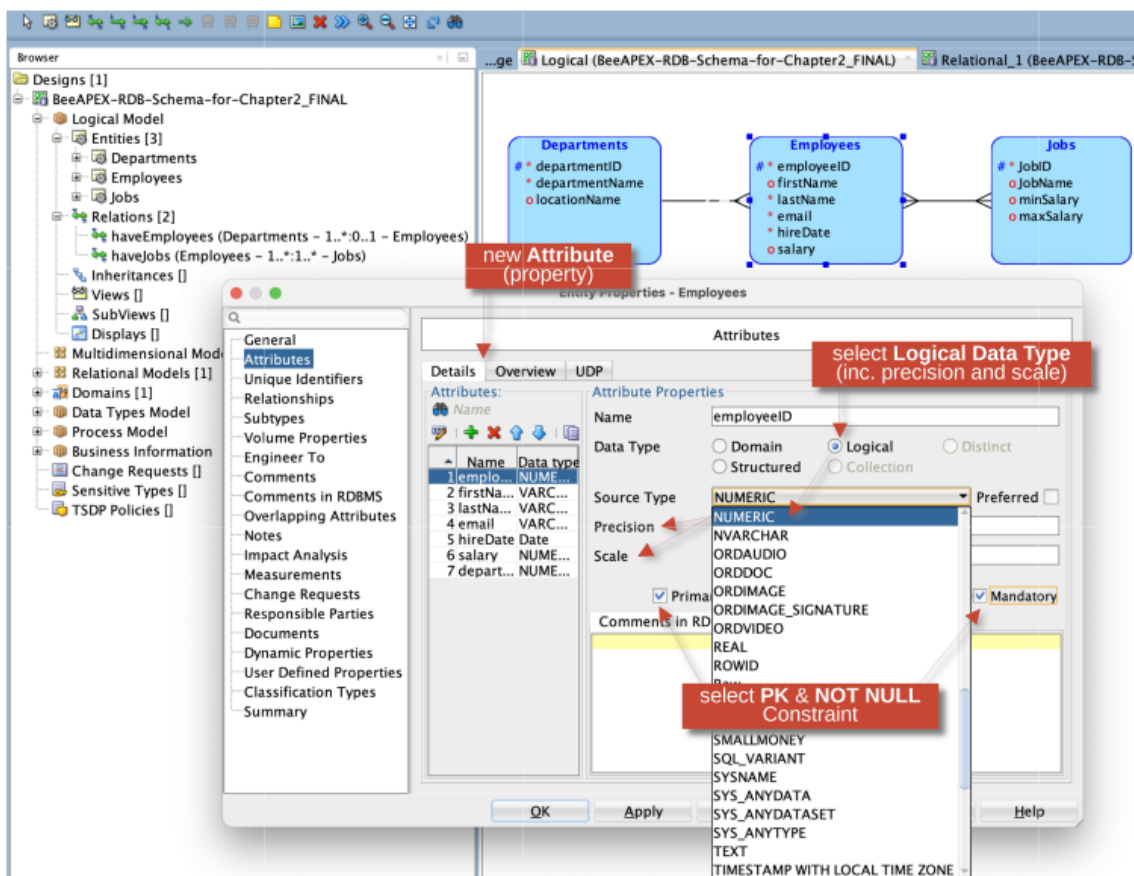 Browser
...ge Logical (BeeAPEX-RDB-Schema-for-Chapter2_FINAL) Relational_1 (BeeAPEX-RDB-S
Designs [1]
BeeAPEX-RDB-Schema-for-Chapter2_FINAL
Logical Model
Entities [3]
Departments
Employees
Jobs
Relations [2]
haveEmployees (Departments - 1..*:0..1 - Employees)
haveJobs (Employees - 1..*:1..* - Jobs)
Inheritances []
Views []
SubViews []
Displays []
Multidimensional Mode
Relational Models [1]
Domains [1]
Data Types Model
Process Model
Business Information
Change Requests []
Sensitive Types []
TSDP Policies []
Departments
# * departmentID
* departmentName
o locationName
Employees
# * employeeID
o firstName
* lastName
* email
* hireDate
o salary
Jobs
# * JobID
o JobName
o minSalary
o maxSalary
new Attribute
(property)
Entity Properties - Employees
General
Attributes
Unique Identifiers
Relationships
Subtypes
Volume Properties
Engineer To
Comments
Comments in RDBMS
Overlapping Attributes
Notes
Impact Analysis
Measurements
Change Requests
Responsible Parties
Documents
Dynamic Properties
User Defined Properties
Classification Types
Summary
Attributes
select Logical Data Type
(inc. precision and scale)
Details Overview UDP
Attributes:
Name
Name Data type
1 emplo... NUME...
2 firstNa... VARC...
3 lastNa... VARC...
4 email VARC...
5 hireDate Date
6 salary NUME...
7 depart... NUME...
Attribute Properties
Name employeeID
Data Type Domain Logical Distinct
Structured Collection
Source Type NUMERIC Preferred
Precision
Scale
NUMERIC
NVARCHAR
ORDAUDIO
ORDDOC
ORDIMAGE
ORDIMAGE_SIGNATURE
ORDVIDEO
REAL
ROWID
Prima Mandatory
Comments in RD
select PK & NOT NULL
Constraint
SMALLMONEY
SQL_VARIANT
SYSNAME
SYS_ANYDATA
SYS_ANYDATASET
SYS_ANYTYPE
TEXT
TIMESTAMP WITH LOCAL TIME ZONE
OK Apply Help